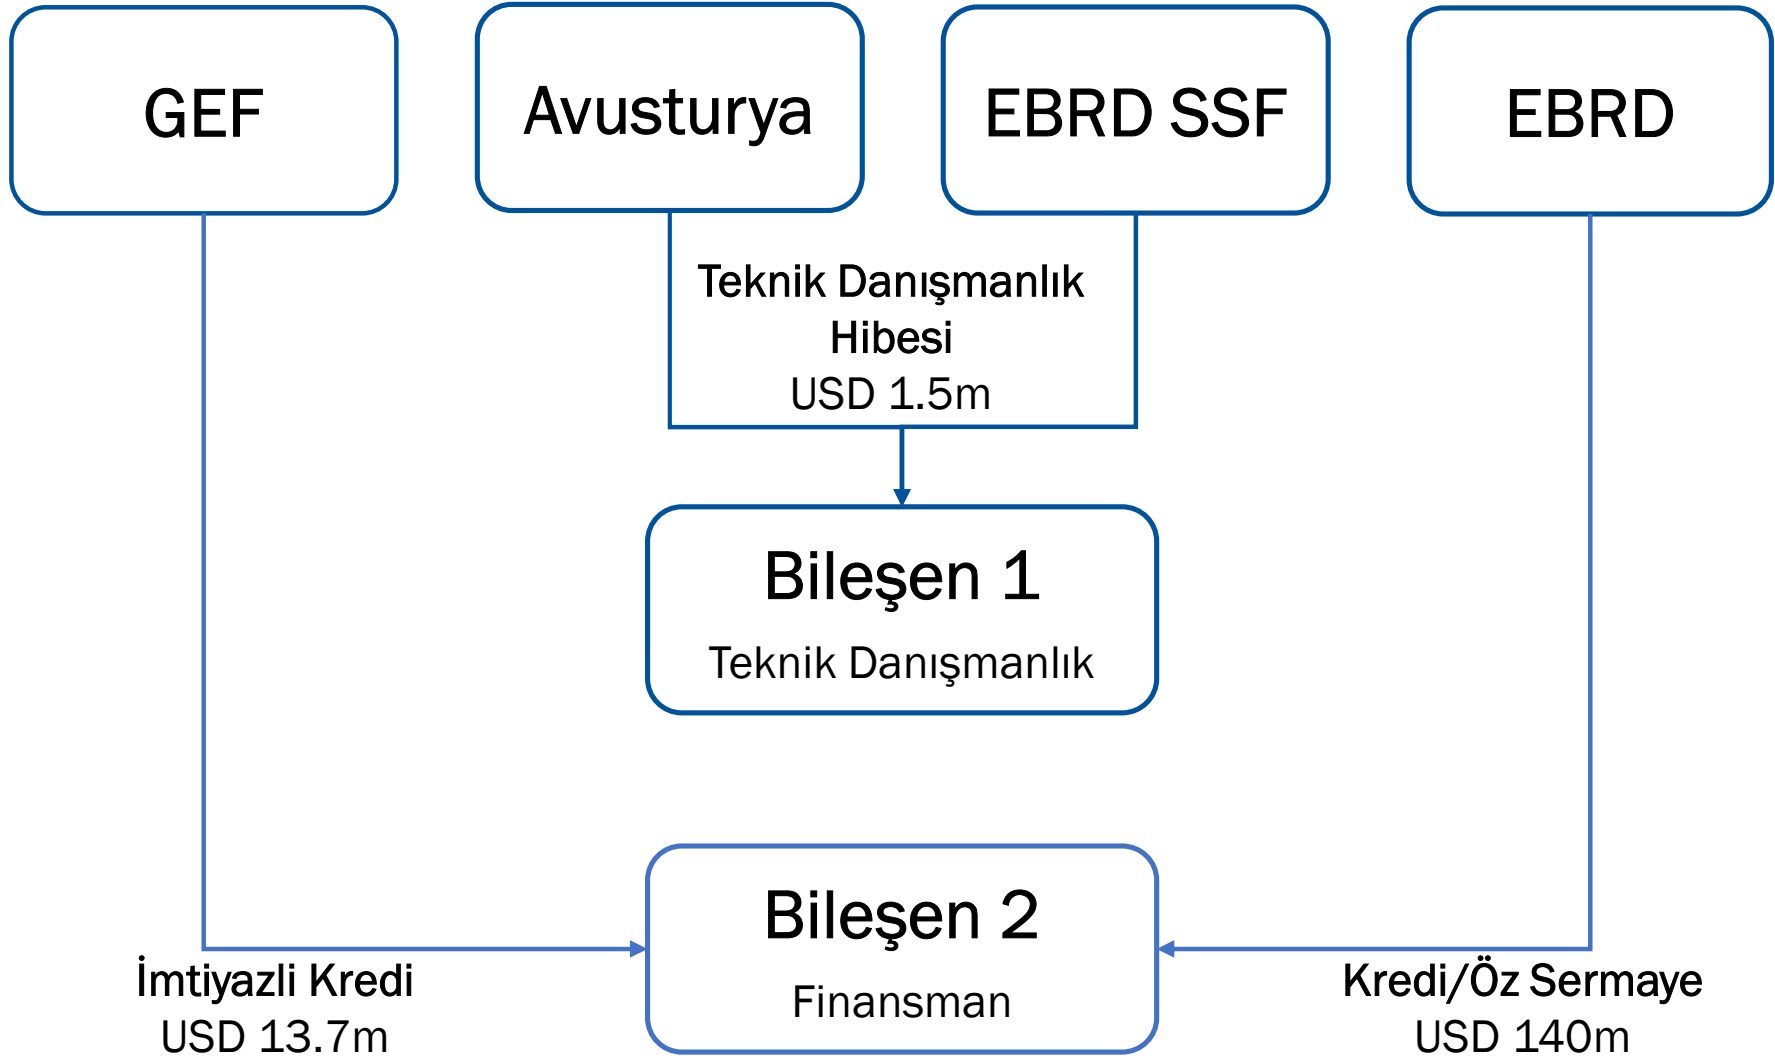 GEF
Avusturya
EBRD SSF
EBRD
Teknik Danışmanlık
Hibesi
USD 1.5m
Bileşen 1
Teknik Danışmanlık
Bileşen 2
Finansman
İmtiyazli Kredi
USD 13.7m
Kredi/Öz Sermaye
USD 140m